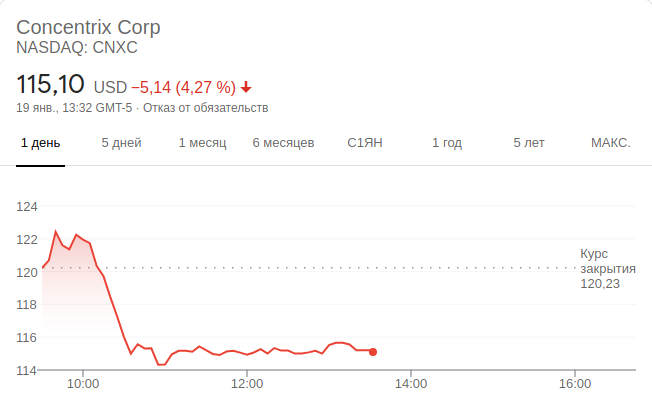 Concentrix Corp
NASDAQ: CNXC
115,10 USD −5,14 (4,27 %)
19 янв., 13:32 GMT-5 · Отказ от обязательств
1 день 5 дней 1 месяц 6 месяцев С1ЯН 1 год 5 лет МАКС.
124
122
Курс
120 закрытия
120,23
118
116
114
10:00 12:00 14:00 16:00